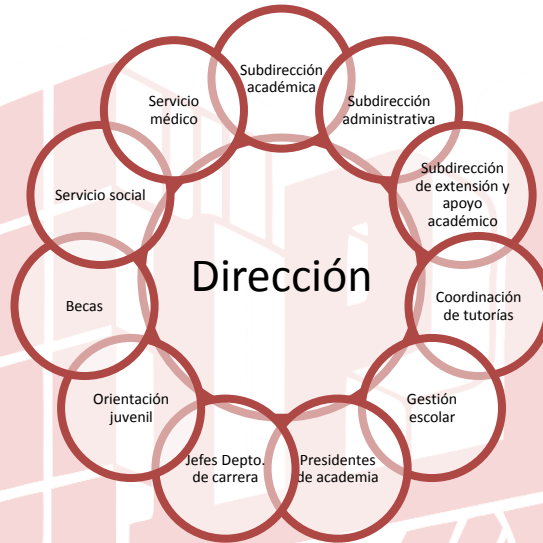 Subdirección
académica
Subdirección
administrativa
Subdirección
de extensión y
apoyo
académico
Coordinación
de tutorías
Gestión
escolar
Presidentes
de academia
Jefes Depto.
de carrera
Orientación
juvenil
Becas
Servicio social
Servicio
médico
Dirección